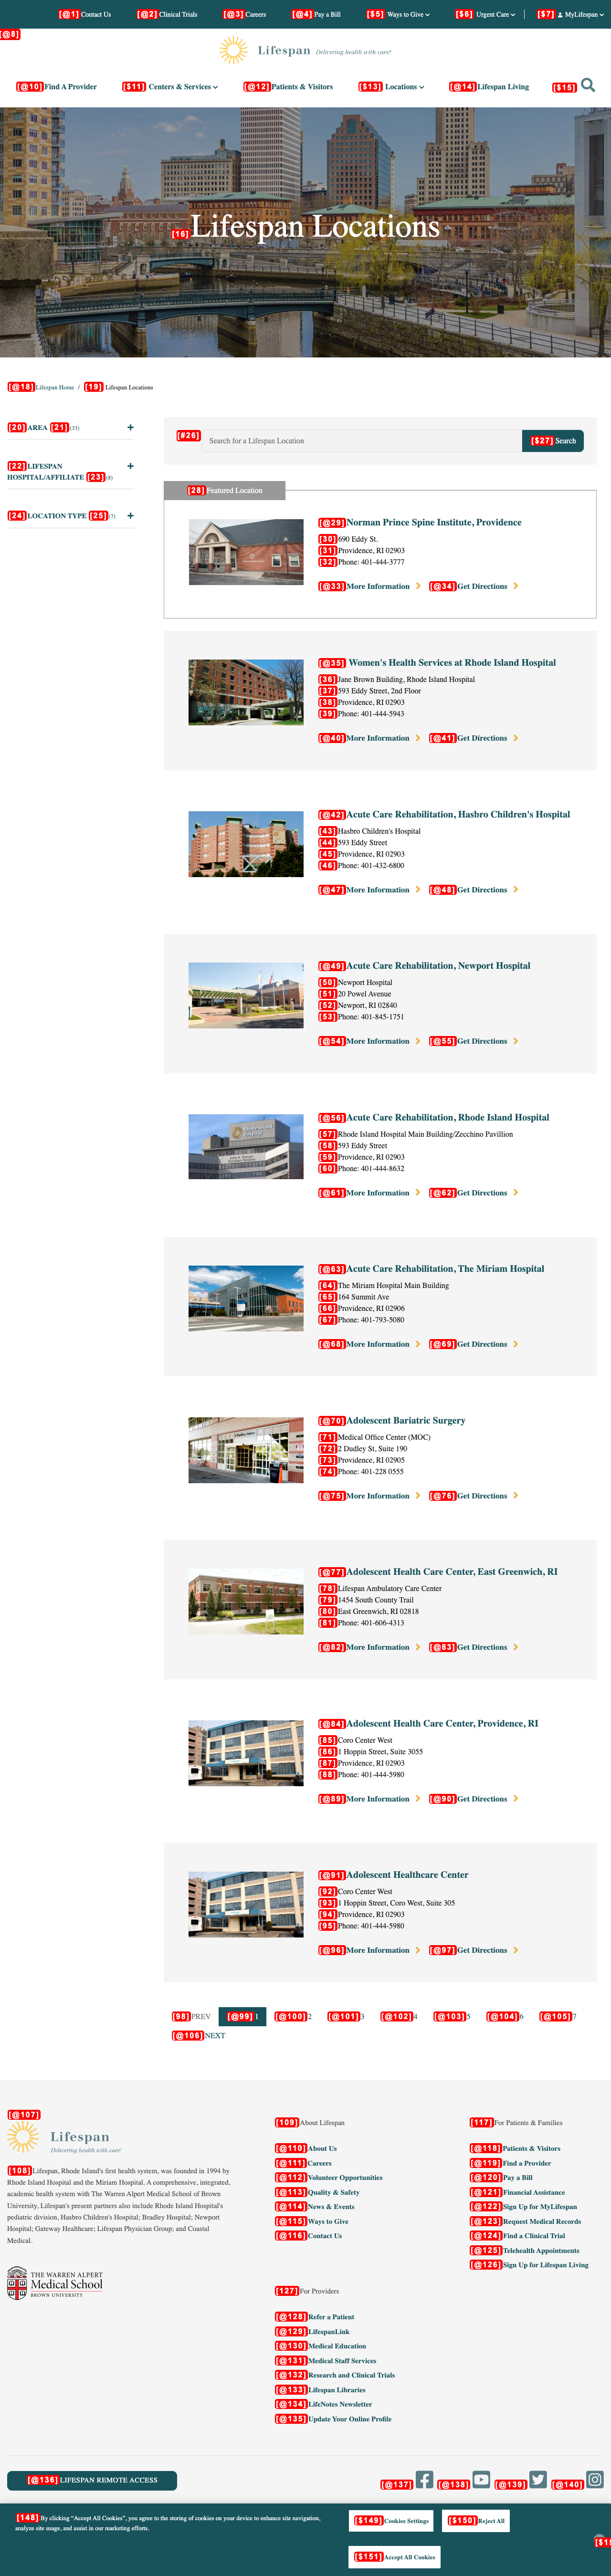 [@1] Contact Us [@2] Clinical Trials [@3] Careers [@4] Pay a Bill [$5] Ways to Give [$6] Urgent Care [$7] MyLifespan
[@8]
Lifespan Delivering health with care.®
[@10] Find A Provider [$11] Centers & Services [@12] Patients & Visitors [$13] Locations [@14] Lifespan Living [$15]
[16] Lifespan Locations
[@18] Lifespan Home / [19] Lifespan Locations
[20] AREA [21] (33)
[22] LIFESPAN
HOSPITAL/AFFILIATE [23] (8)
[24] LOCATION TYPE [25] (7)
[#26] Search for a Lifespan Location [$27] Search
[28] Featured Location
[@29] Norman Prince Spine Institute, Providence
[30] 690 Eddy St.
[31] Providence, RI 02903
[32] Phone: 401-444-3777
[@33] More Information [@34] Get Directions
[@35] Women's Health Services at Rhode Island Hospital
[36] Jane Brown Building, Rhode Island Hospital
[37] 593 Eddy Street, 2nd Floor
[38] Providence, RI 02903
[39] Phone: 401-444-5943
[@40] More Information [@41] Get Directions
[@42] Acute Care Rehabilitation, Hasbro Children's Hospital
[43] Hasbro Children's Hospital
[44] 593 Eddy Street
[45] Providence, RI 02903
[46] Phone: 401-432-6800
[@47] More Information [@48] Get Directions
[@49] Acute Care Rehabilitation, Newport Hospital
[50] Newport Hospital
[51] 20 Powel Avenue
[52] Newport, RI 02840
[53] Phone: 401-845-1751
[@54] More Information [@55] Get Directions
[@56] Acute Care Rehabilitation, Rhode Island Hospital
[57] Rhode Island Hospital Main Building/Zecchino Pavillion
[58] 593 Eddy Street
[59] Providence, RI 02903
[60] Phone: 401-444-8632
[@61] More Information [@62] Get Directions
[@63] Acute Care Rehabilitation, The Miriam Hospital
[64] The Miriam Hospital Main Building
[65] 164 Summit Ave
[66] Providence, RI 02906
[67] Phone: 401-793-5080
[@68] More Information [@69] Get Directions
[@70] Adolescent Bariatric Surgery
[71] Medical Office Center (MOC)
[72] 2 Dudley St, Suite 190
[73] Providence, RI 02905
[74] Phone: 401-228 0555
[@75] More Information [@76] Get Directions
[@77] Adolescent Health Care Center, East Greenwich, RI
[78] Lifespan Ambulatory Care Center
[79] 1454 South County Trail
[80] East Greenwich, RI 02818
[81] Phone: 401-606-4313
[@82] More Information [@83] Get Directions
[@84] Adolescent Health Care Center, Providence, RI
[85] Coro Center West
[86] 1 Hoppin Street, Suite 3055
[87] Providence, RI 02903
[88] Phone: 401-444-5980
[@89] More Information [@90] Get Directions
[@91] Adolescent Healthcare Center
[92] Coro Center West
[93] 1 Hoppin Street, Coro West, Suite 305
[94] Providence, RI 02903
[95] Phone: 401-444-5980
[@96] More Information [@97] Get Directions
[98] PREV [@99] 1 [@100] 2 [@101] 3 [@102] 4 [@103] 5 [@104] 6 [@105] 7
[@106] NEXT
[@107]
Lifespan
Delivering health with care.®
[108] Lifespan, Rhode Island's first health system, was founded in 1994 by
Rhode Island Hospital and the Miriam Hospital. A comprehensive, integrated,
academic health system with The Warren Alpert Medical School of Brown
University, Lifespan's present partners also include Rhode Island Hospital's
pediatric division, Hasbro Children's Hospital; Bradley Hospital; Newport
Hospital; Gateway Healthcare; Lifespan Physician Group; and Coastal
Medical.
THE WARREN ALPERT
Medical School
BROWN UNIVERSITY
[109] About Lifespan
[@110] About Us
[@111] Careers
[@112] Volunteer Opportunities
[@113] Quality & Safety
[@114] News & Events
[@115] Ways to Give
[@116] Contact Us
[117] For Patients & Families
[@118] Patients & Visitors
[@119] Find a Provider
[@120] Pay a Bill
[@121] Financial Assistance
[@122] Sign Up for MyLifespan
[@123] Request Medical Records
[@124] Find a Clinical Trial
[@125] Telehealth Appointments
[@126] Sign Up for Lifespan Living
[127] For Providers
[@128] Refer a Patient
[@129] LifespanLink
[@130] Medical Education
[@131] Medical Staff Services
[@132] Research and Clinical Trials
[@133] Lifespan Libraries
[@134] LifeNotes Newsletter
[@135] Update Your Online Profile
[@136] LIFESPAN REMOTE ACCESS [@137] [@138] [@139] [@140]
[148] By clicking “Accept All Cookies”, you agree to the storing of cookies on your device to enhance site navigation,
analyze site usage, and assist in our marketing efforts.
[$149] Cookies Settings [$150] Reject All
[$151] Accept All Cookies